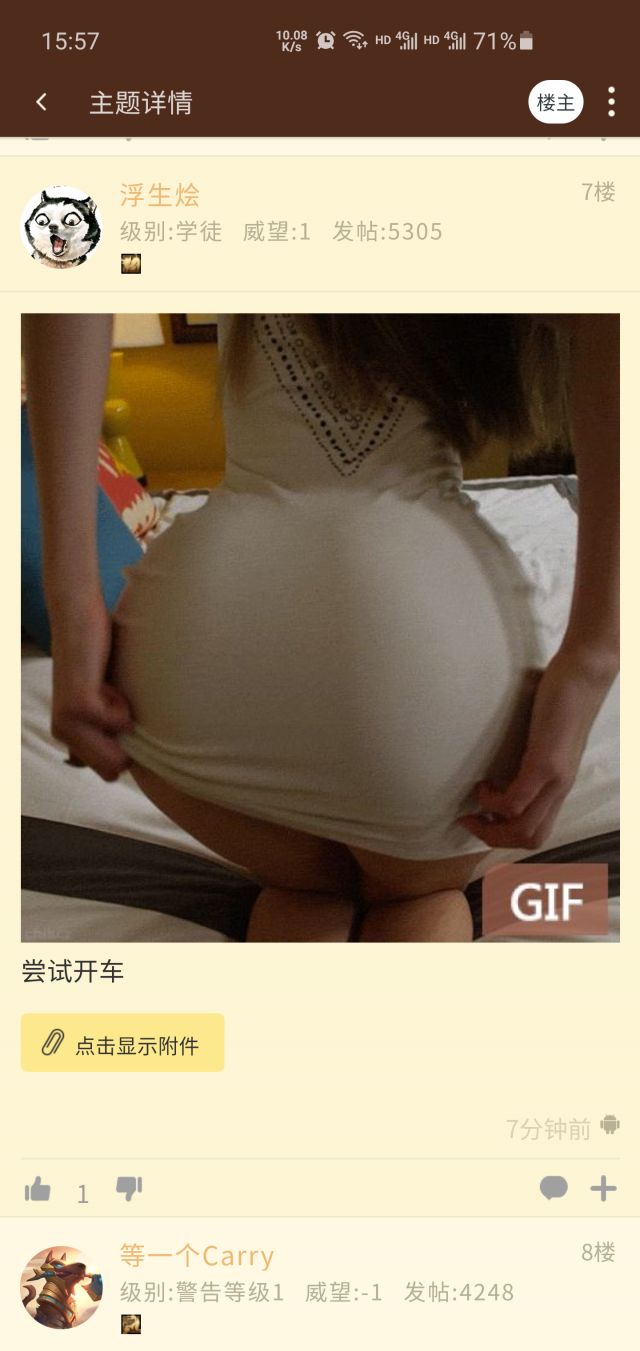 15:57
10.08
K/s
HD 4G HD 4G 71%
主题详情
楼主
浮生烩
7楼
级别:学徒 威望:1 发帖:5305
GIF
尝试开车
点击显示附件
7分钟前
1
等一个Carry
8楼
级别:警告等级1 威望:-1 发帖:4248